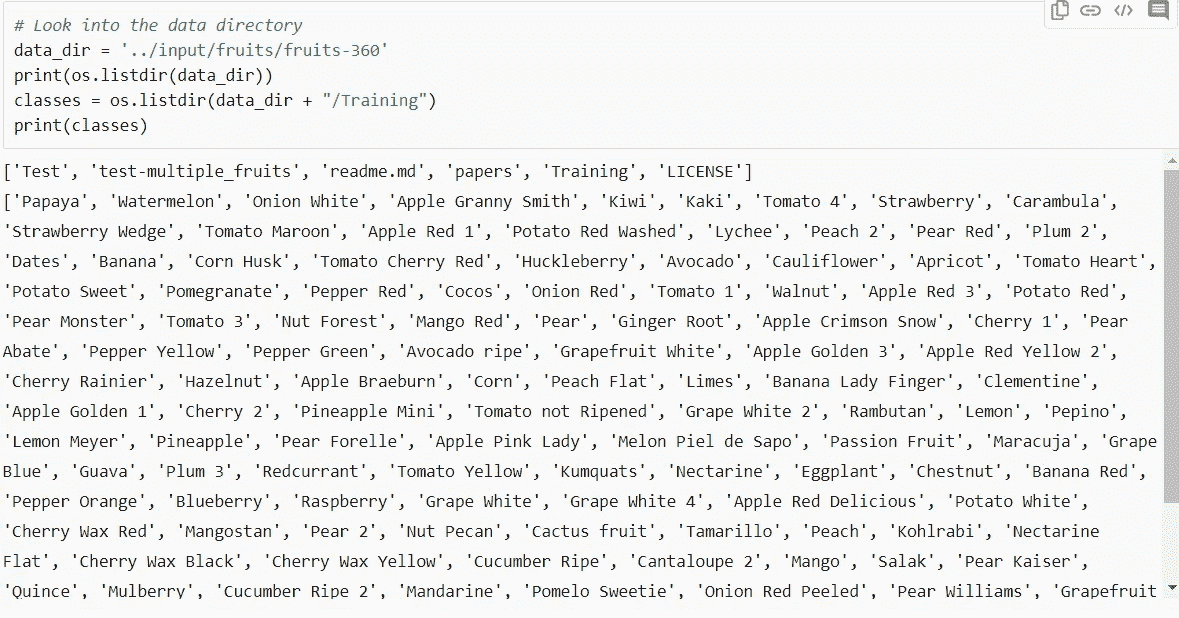 # Look into the data directory
data_dir = '../input/fruits/fruits-360'
print(os.listdir(data_dir))
classes = os.listdir(data_dir + "/Training")
print(classes)
['Test', 'test-multiple_fruits', 'readme.md', 'papers', 'Training', 'LICENSE']
['Papaya', 'Watermelon', 'Onion White', 'Apple Granny Smith', 'Kiwi', 'Kaki', 'Tomato 4', 'Strawberry', 'Carambula',
'Strawberry Wedge', 'Tomato Maroon', 'Apple Red 1', 'Potato Red Washed', 'Lychee', 'Peach 2', 'Pear Red', 'Plum 2',
'Dates', 'Banana', 'Corn Husk', 'Tomato Cherry Red', 'Huckleberry', 'Avocado', 'Cauliflower', 'Apricot', 'Tomato Heart',
'Potato Sweet', 'Pomegranate', 'Pepper Red', 'Cocos', 'Onion Red', 'Tomato 1', 'Walnut', 'Apple Red 3', 'Potato Red',
'Pear Monster', 'Tomato 3', 'Nut Forest', 'Mango Red', 'Pear', 'Ginger Root', 'Apple Crimson Snow', 'Cherry 1', 'Pear
Abate', 'Pepper Yellow', 'Pepper Green', 'Avocado ripe', 'Grapefruit White', 'Apple Golden 3', 'Apple Red Yellow 2',
'Cherry Rainier', 'Hazelnut', 'Apple Braeburn', 'Corn', 'Peach Flat', 'Limes', 'Banana Lady Finger', 'Clementine',
'Apple Golden 1', 'Cherry 2', 'Pineapple Mini', 'Tomato not Ripened', 'Grape White 2', 'Rambutan', 'Lemon', 'Pepino',
'Lemon Meyer', 'Pineapple', 'Pear Forelle', 'Apple Pink Lady', 'Melon Piel de Sapo', 'Passion Fruit', 'Maracuja', 'Grape
Blue', 'Guava', 'Plum 3', 'Redcurrant', 'Tomato Yellow', 'Kumquats', 'Nectarine', 'Eggplant', 'Chestnut', 'Banana Red',
'Pepper Orange', 'Blueberry', 'Raspberry', 'Grape White', 'Grape White 4', 'Apple Red Delicious', 'Potato White',
'Cherry Wax Red', 'Mangostan', 'Pear 2', 'Nut Pecan', 'Cactus fruit', 'Tamarillo', 'Peach', 'Kohlrabi', 'Nectarine
Flat', 'Cherry Wax Black', 'Cherry Wax Yellow', 'Cucumber Ripe', 'Cantaloupe 2', 'Mango', 'Salak', 'Pear Kaiser',
'Quince', 'Mulberry', 'Cucumber Ripe 2', 'Mandarine', 'Pomelo Sweetie', 'Onion Red Peeled', 'Pear Williams', 'Grapefruit